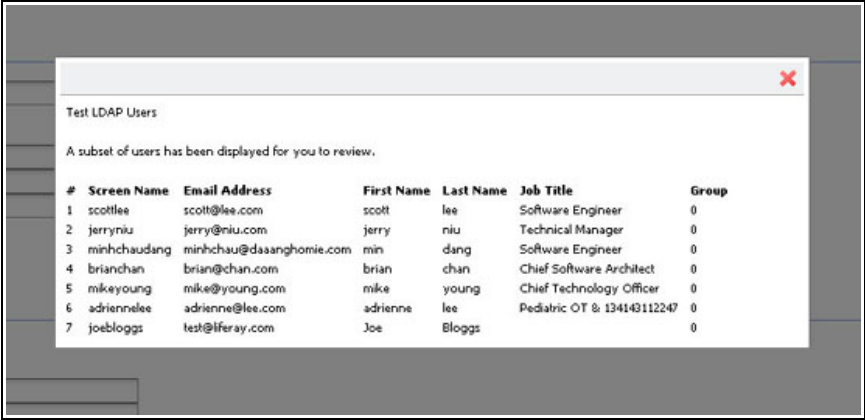 Test LDAP Users
A subset of users has been displayed for you to review.
# Screen Name Email Address First Name Last Name Job Title Group
1 scottlee scott@lee.com scott lee Software Engineer 0
2 jerryniu jerry@niu.com jerry niu Technical Manager 0
3 minhchaudang minhchau@daaanghomie.com min dang Software Engineer 0
4 brianchan brian@chan.com brian chan Chief Software Architect 0
5 mikeyoung mike@young.com mike young Chief Technology Officer 0
6 adriennelee adrienne@lee.com adrienne lee Pediatric OT & 134143112247 0
7 joebloggs test@liferay.com Joe Bloggs 0